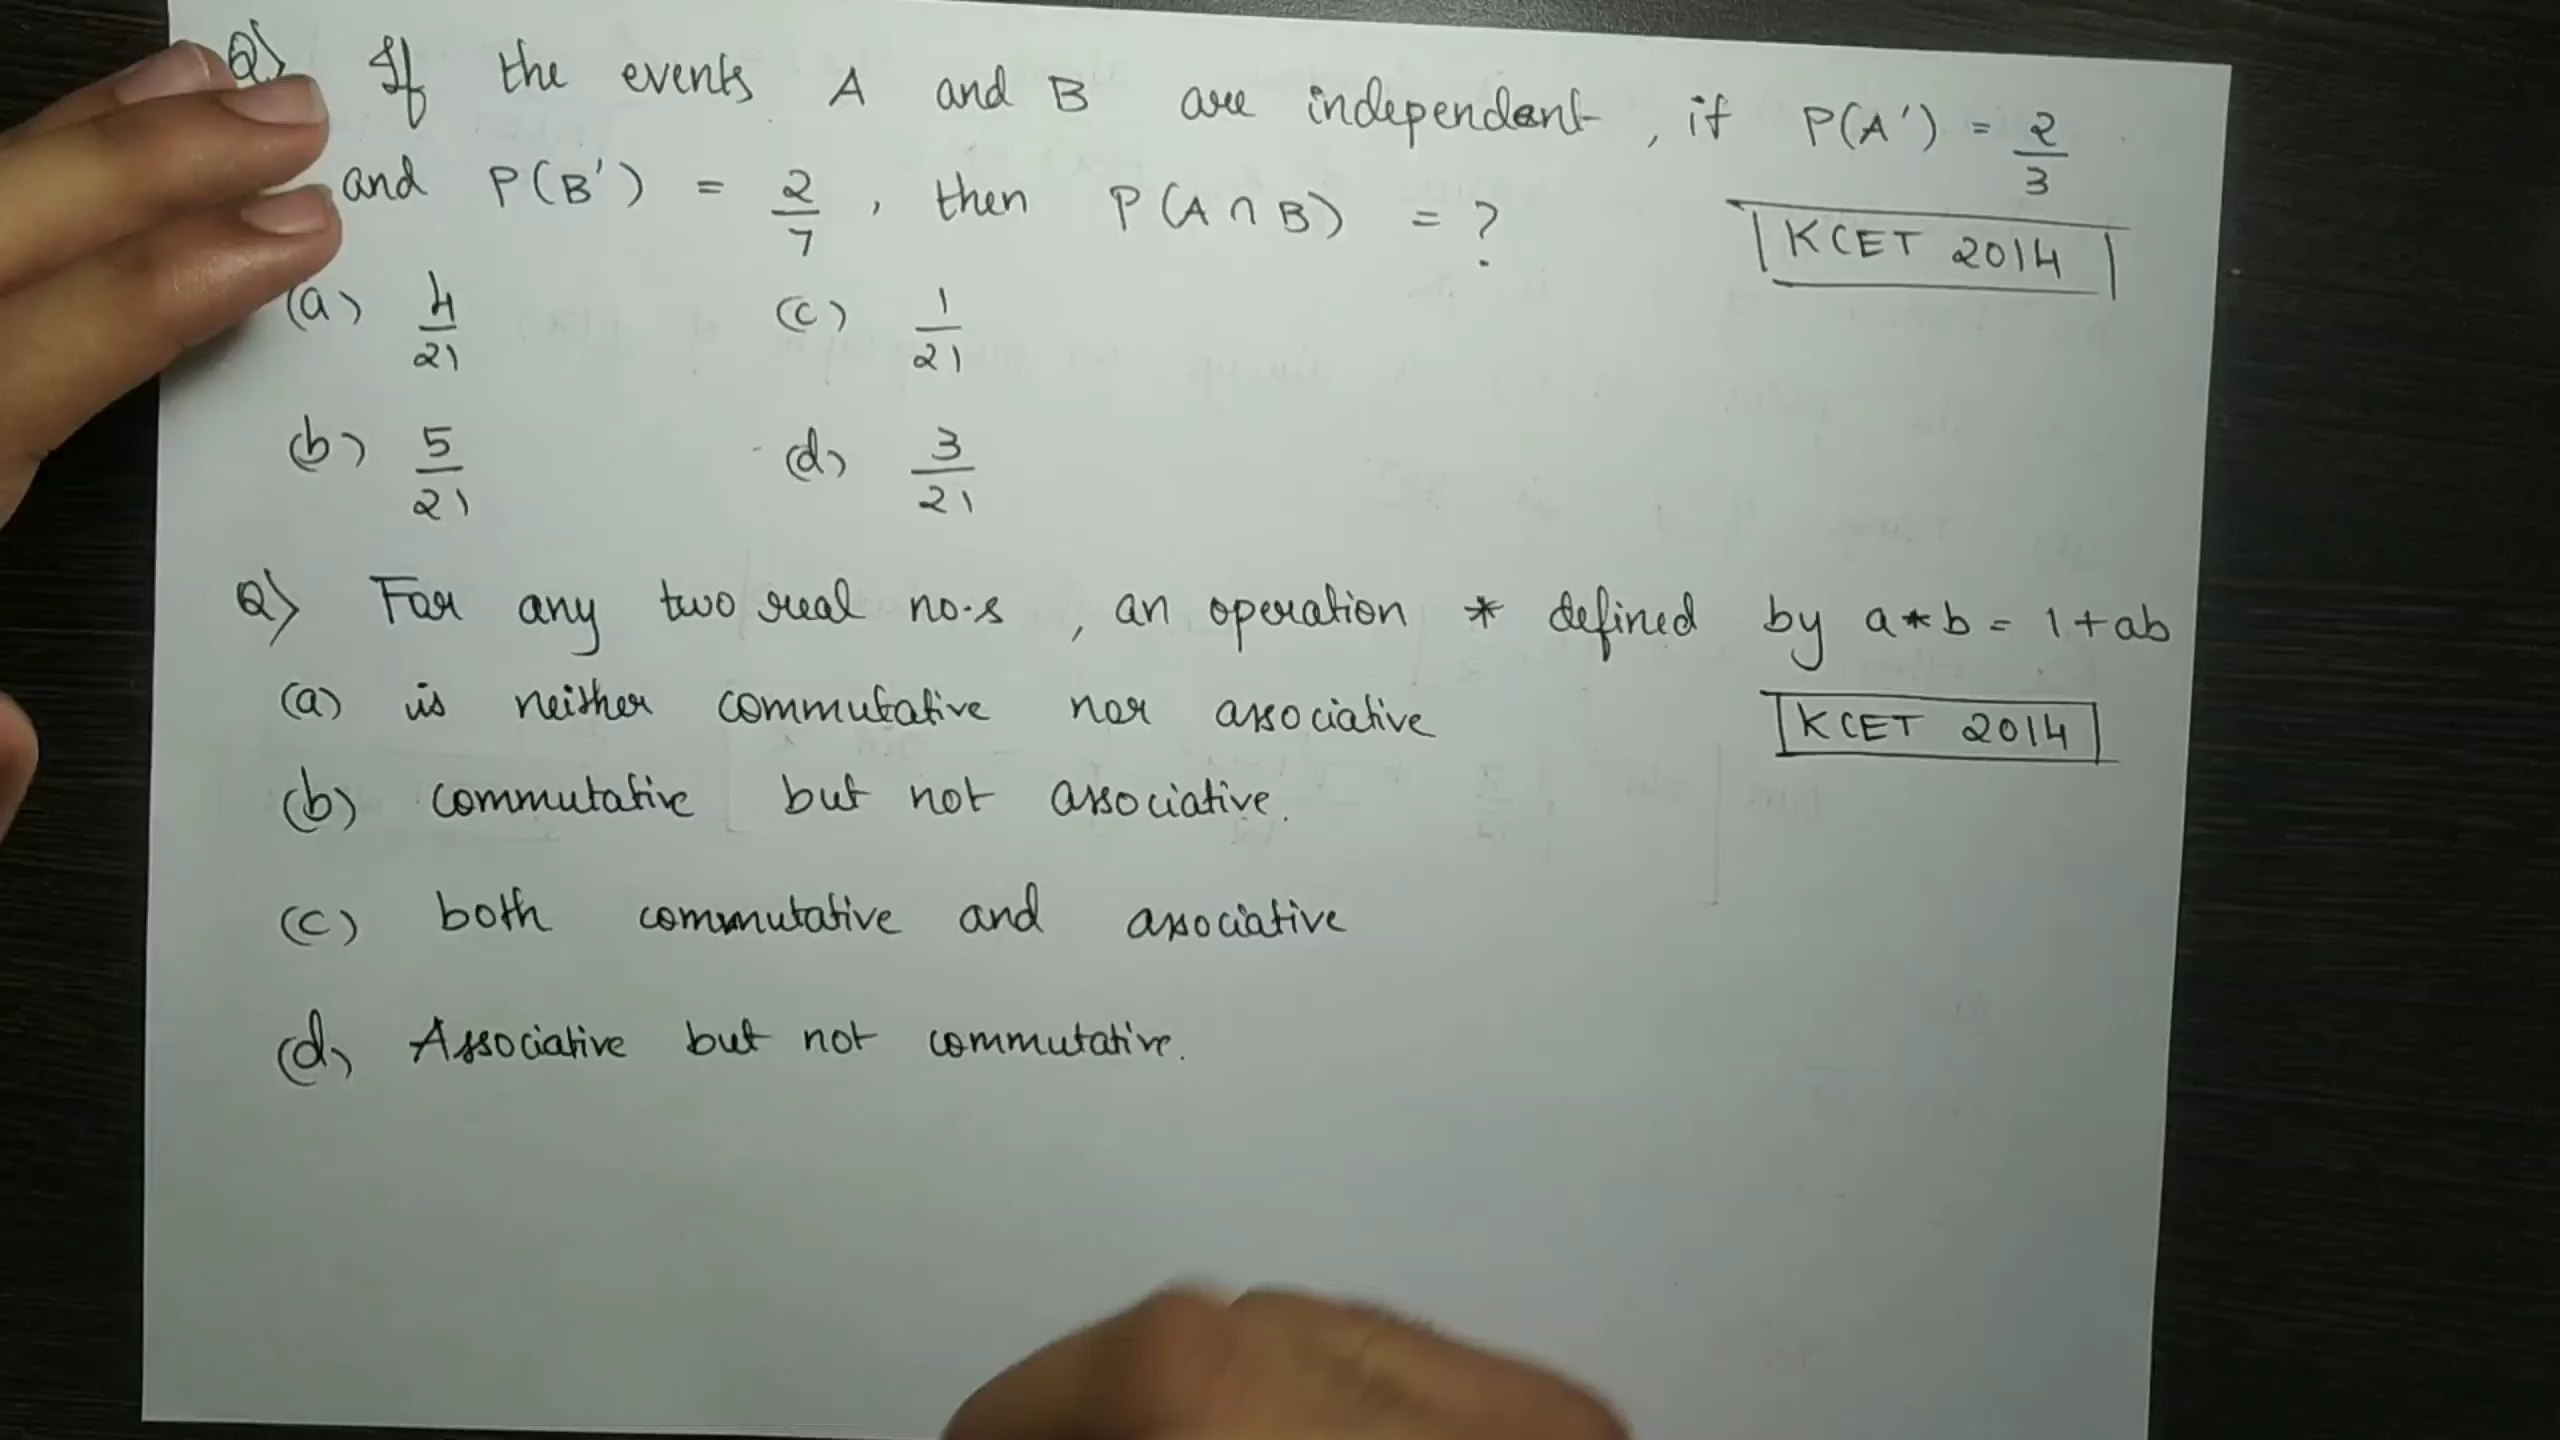 Q) If the events A and B are independent, if P(A') = 2/3
and P(B') = 2/7, then P(A ∩ B) = ?
KCET 2014
(a) 4/21 (c) 1/21
(b) 5/21 (d) 3/21
Q) For any two real no.s, an operation * defined by a*b = 1+ab
(a) is neither commutative nor associative
KCET 2014
(b) commutative but not associative.
(c) both commutative and associative
(d) Associative but not commutative.